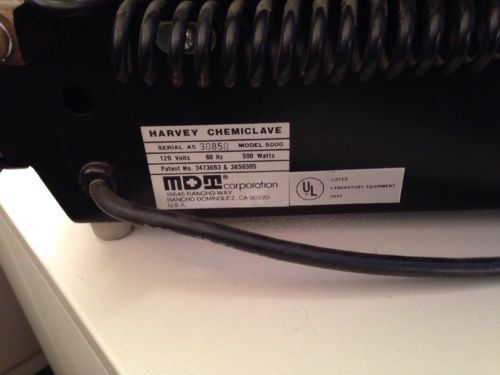 HARVEY CHEMICLAVE
SERIAL AS 30850 MODEL 5000
120 Volts 60 Hz 500 Watts
Patent No. 3473693 & 3650305
MDT® corporation
19645 RANCHO WAY
RANCHO DOMINGUEZ, CA 90220
U.S.A.
UL
LISTED
LABORATORY EQUIPMENT